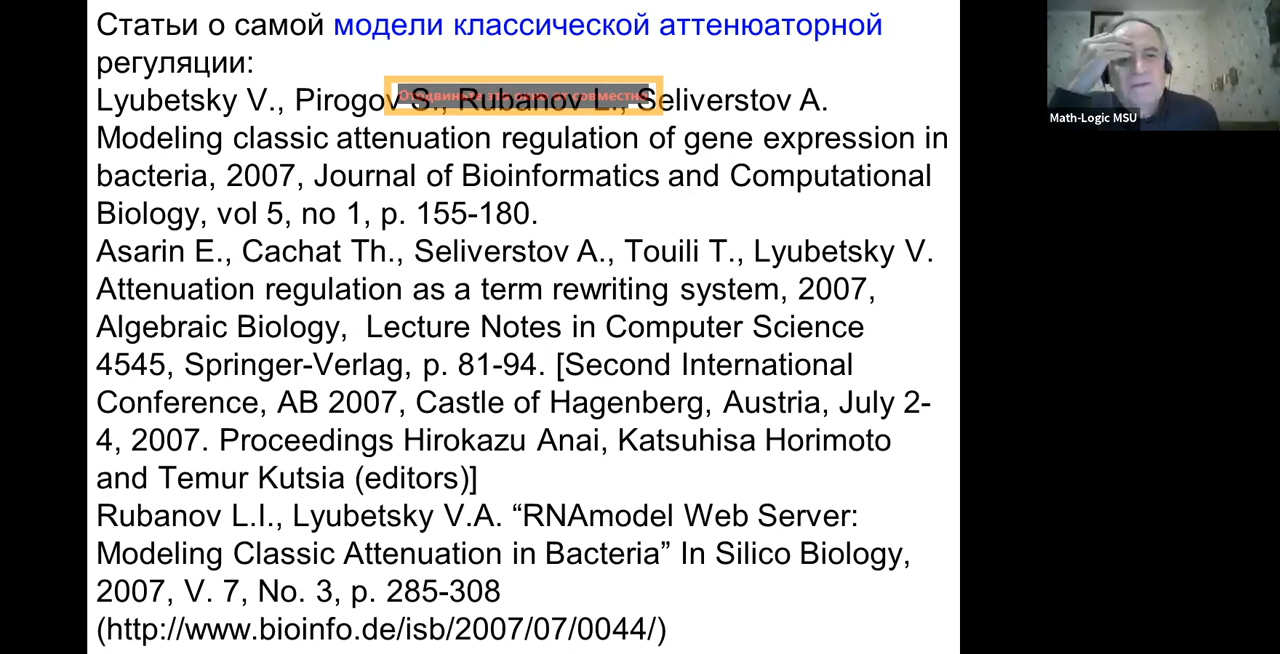 Статьи о самой модели классической аттенюаторной
регуляции:
Lyubetsky V., Pirogov S., Rubanov L., Seliverstov A.
Modeling classic attenuation regulation of gene expression in
bacteria, 2007, Journal of Bioinformatics and Computational
Biology, vol 5, no 1, p. 155-180.
Asarin E., Cachat Th., Seliverstov A., Touili T., Lyubetsky V.
Attenuation regulation as a term rewriting system, 2007,
Algebraic Biology, Lecture Notes in Computer Science
4545, Springer-Verlag, p. 81-94. [Second International
Conference, AB 2007, Castle of Hagenberg, Austria, July 2-
4, 2007. Proceedings Hirokazu Anai, Katsuhisa Horimoto
and Temur Kutsia (editors)]
Rubanov L.I., Lyubetsky V.A. “RNAmodel Web Server:
Modeling Classic Attenuation in Bacteria” In Silico Biology,
2007, V. 7, No. 3, p. 285-308
(http://www.bioinfo.de/isb/2007/07/0044/)
Math-Logic MSU